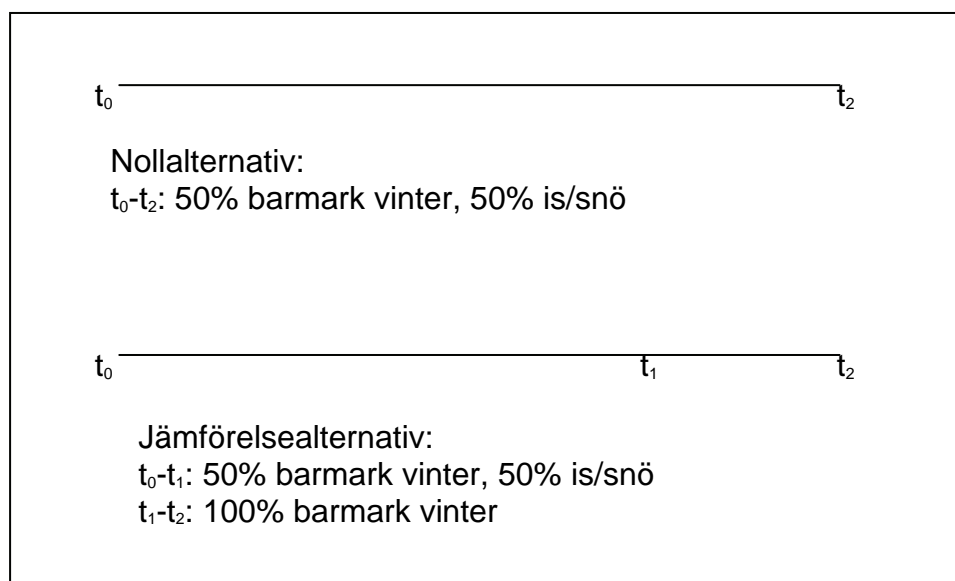 t₀ t₂
Nollalternativ:
t₀-t₂: 50% barmark vinter, 50% is/snö
t₀ t₁ t₂
Jämförelsealternativ:
t₀-t₁: 50% barmark vinter, 50% is/snö
t₁-t₂: 100% barmark vinter